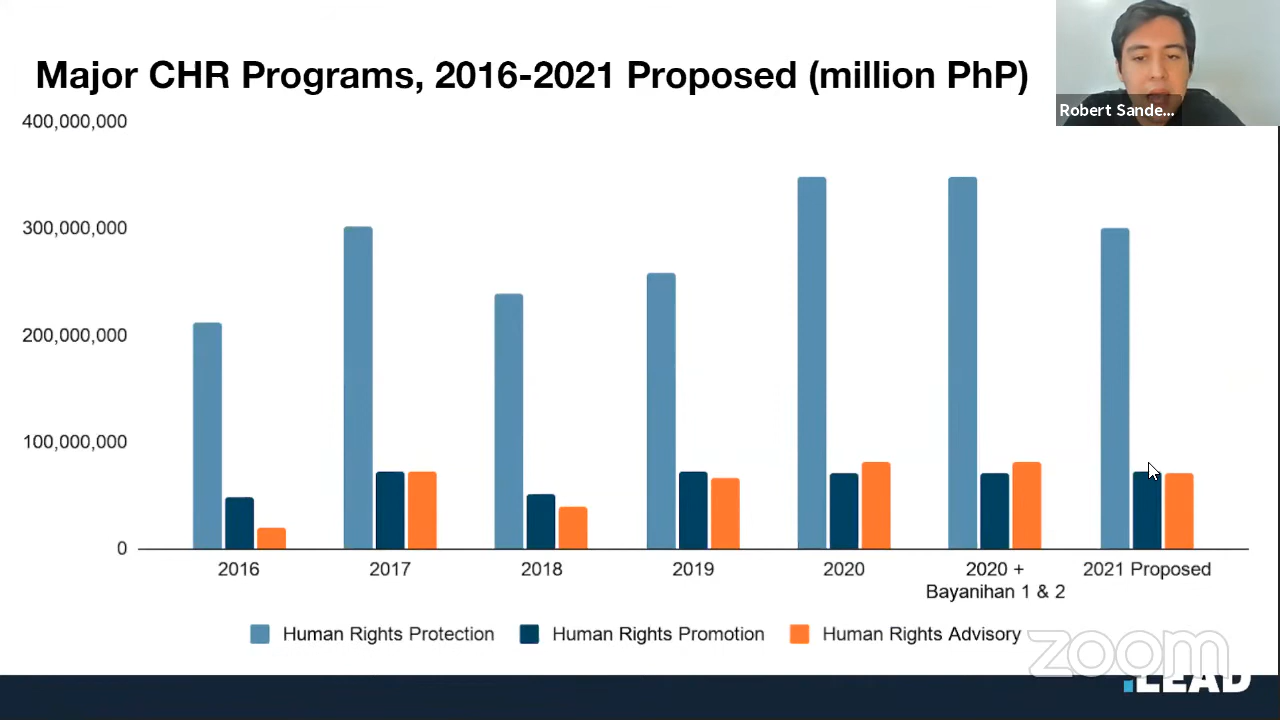 Major CHR Programs, 2016-2021 Proposed (million PhP)
Robert Sande...
400,000,000
300,000,000
200,000,000
100,000,000
0
2016
2017
2018
2019
2020
2020 +
Bayanihan 1 & 2
2021 Proposed
Human Rights Protection
Human Rights Promotion
Human Rights Advisory
zoom
.LEAD